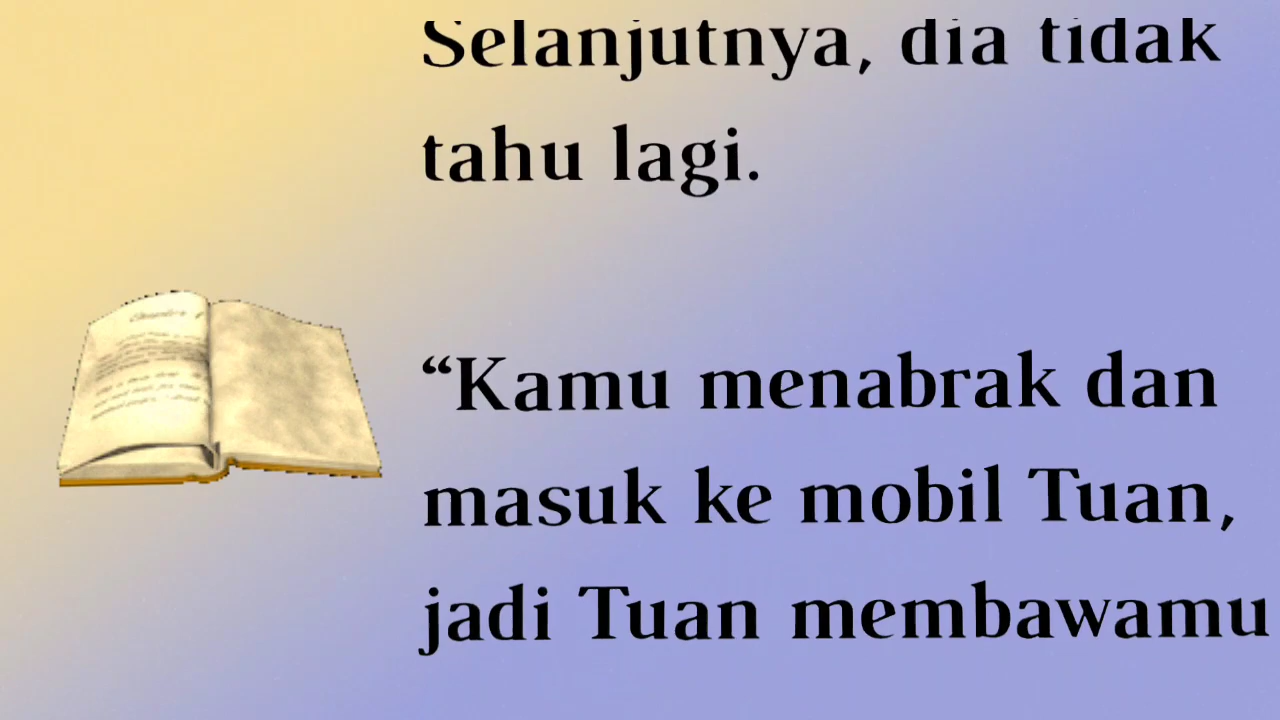 Selanjutnya, dia tidak
tahu lagi.
“Kamu menabrak dan
masuk ke mobil Tuan,
jadi Tuan membawamu